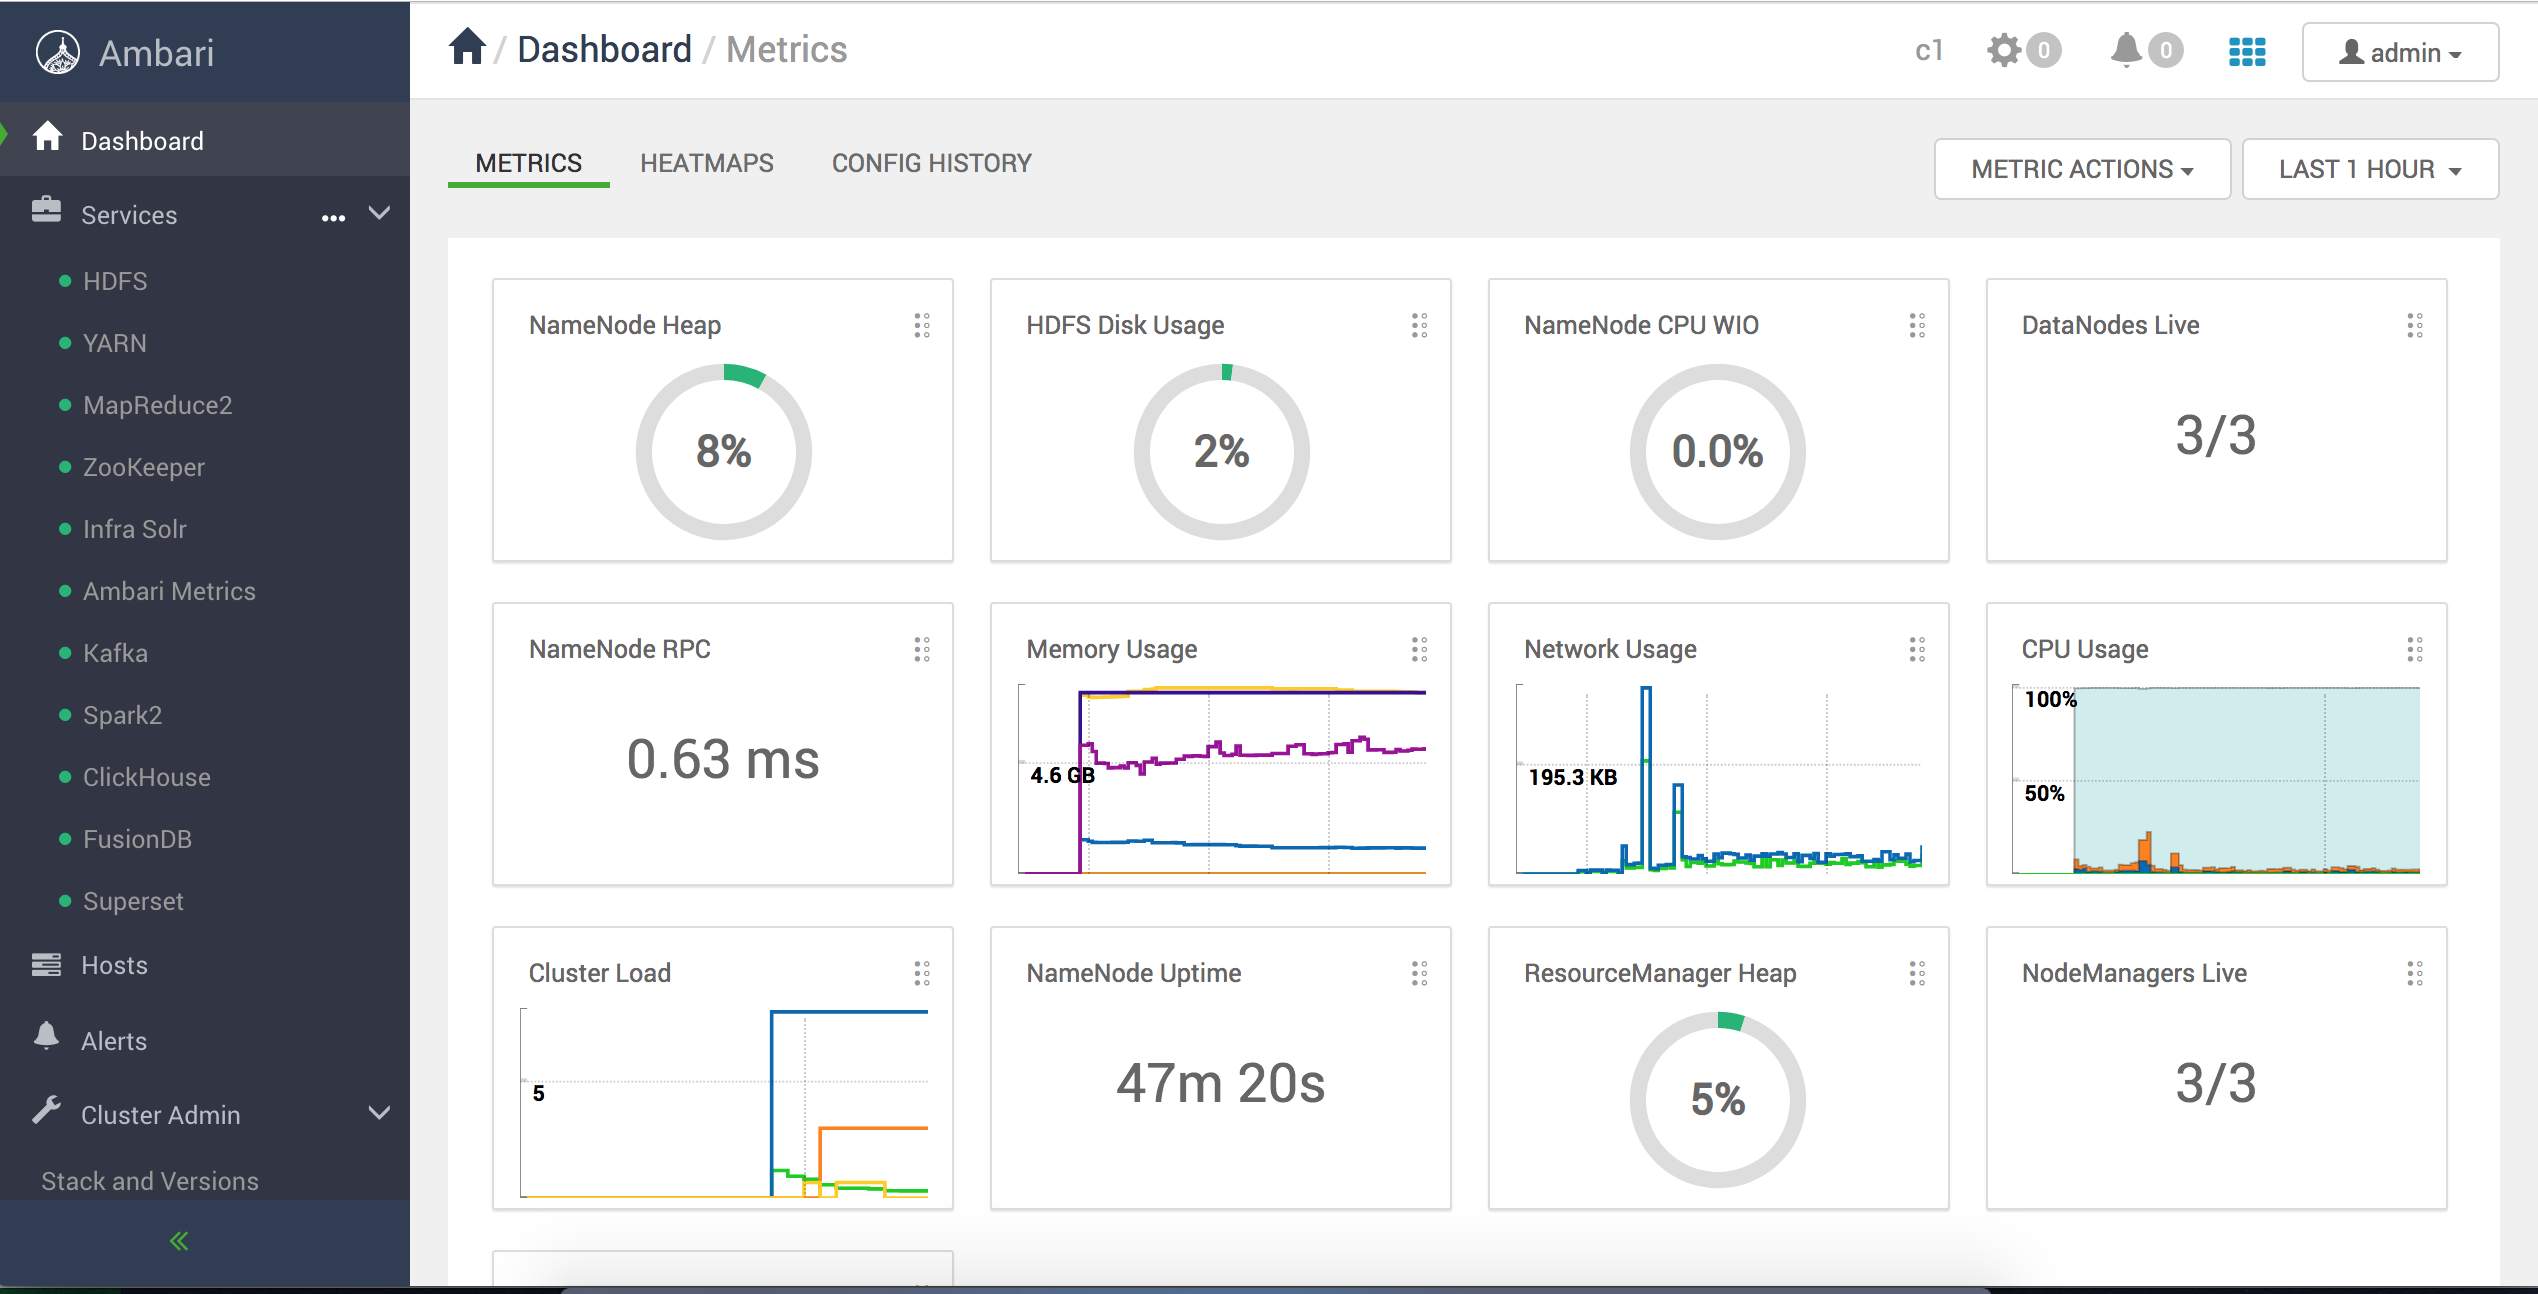 Ambari
Dashboard / Metrics
c1
0
0
admin
Dashboard
Services
HDFS
YARN
MapReduce2
ZooKeeper
Infra Solr
Ambari Metrics
Kafka
Spark2
ClickHouse
FusionDB
Superset
Hosts
Alerts
Cluster Admin
Stack and Versions
METRICS
HEATMAPS
CONFIG HISTORY
METRIC ACTIONS
LAST 1 HOUR
NameNode Heap
8%
HDFS Disk Usage
2%
NameNode CPU WIO
0.0%
DataNodes Live
3/3
NameNode RPC
0.63 ms
Memory Usage
4.6 GB
Network Usage
195.3 KB
CPU Usage
100%
50%
Cluster Load
5
NameNode Uptime
47m 20s
ResourceManager Heap
5%
NodeManagers Live
3/3